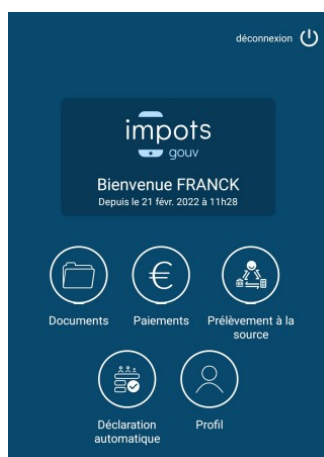 déconnexion
impots
gouv
Bienvenue FRANCK
Depuis le 21 févr. 2022 à 11h28
Documents
Paiements
Prélèvement à la
source
Déclaration
automatique
Profil